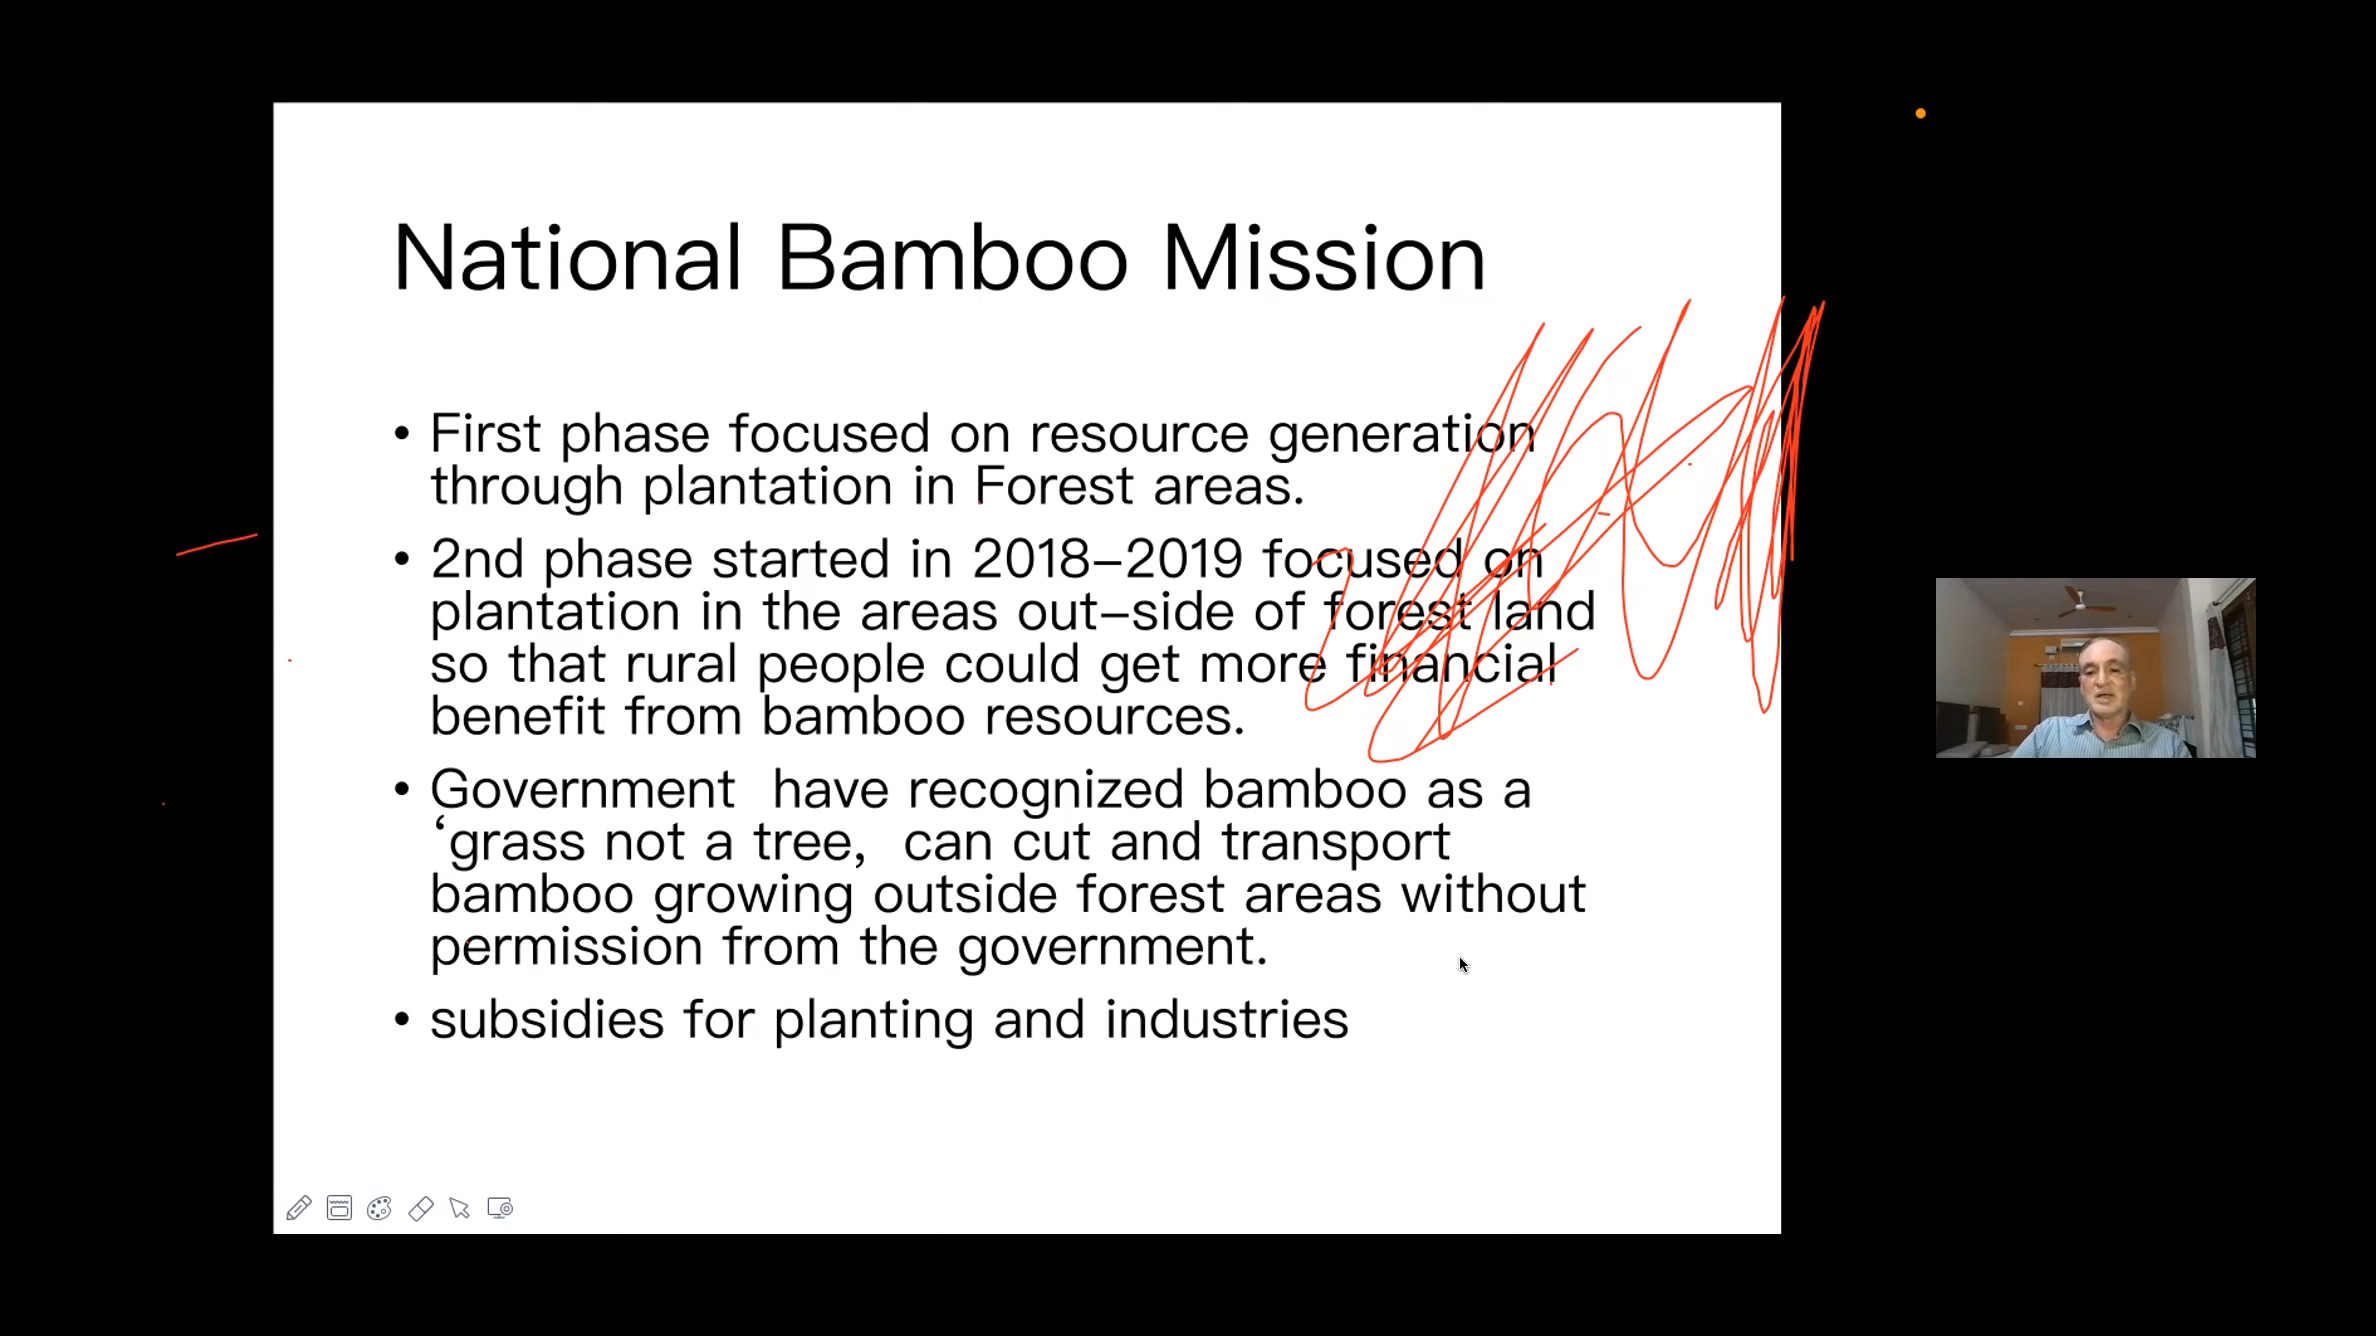 National Bamboo Mission
• First phase focused on resource generation
through plantation in Forest areas.
• 2nd phase started in 2018–2019 focused on
plantation in the areas out–side of forest land
so that rural people could get more financial
benefit from bamboo resources.
• Government  have recognized bamboo as a
‘grass not a tree,  can cut and transport
bamboo growing outside forest areas without
permission from the government.
• subsidies for planting and industries